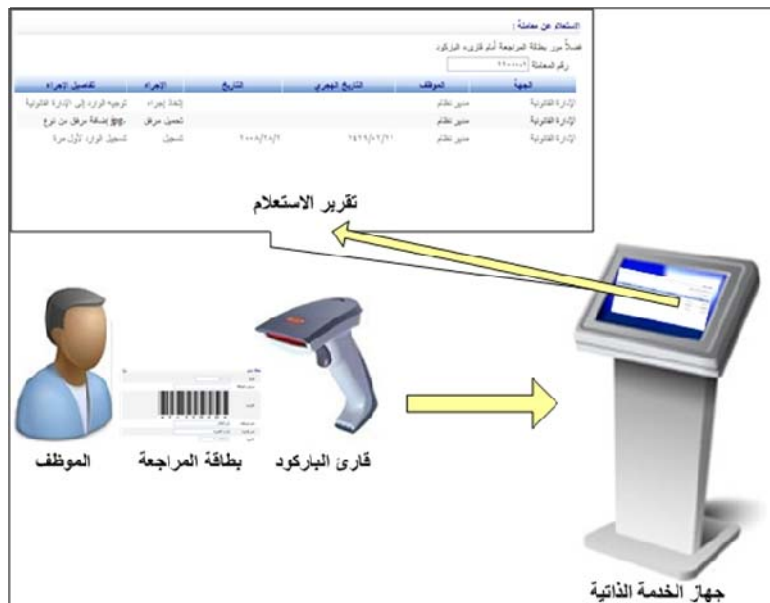 الاستعلام عن معاملة :
فضلاً مرر بطاقة المراجعة أمام قارىء الباركود
رقم المعاملة
الجهة الموظف التاريخ الهجري التاريخ الإجراء تفاصيل الإجراء
الإدارة القانونية مدير نظام إتخاذ إجراء توجيه الوارد إلى الإدارة القانونية
الإدارة القانونية مدير نظام تحميل مرفق إضافة مرفق من نوع .jpg
الإدارة القانونية مدير نظام تسجيل تسجيل الوارد لأول مرة
تقرير الاستعلام
الموظف
بطاقة المراجعة
قارئ الباركود
جهاز الخدمة الذاتية